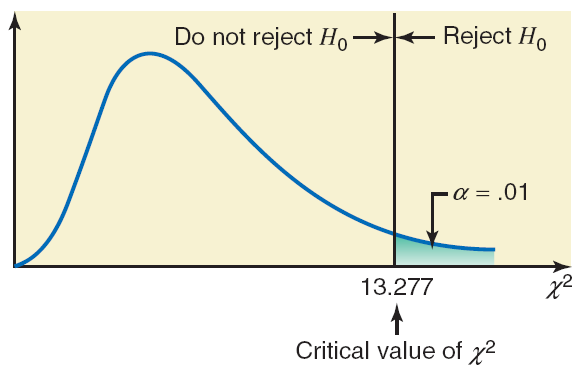 Do not reject H₀ Reject H₀
α = .01
13.277
χ²
Critical value of χ²